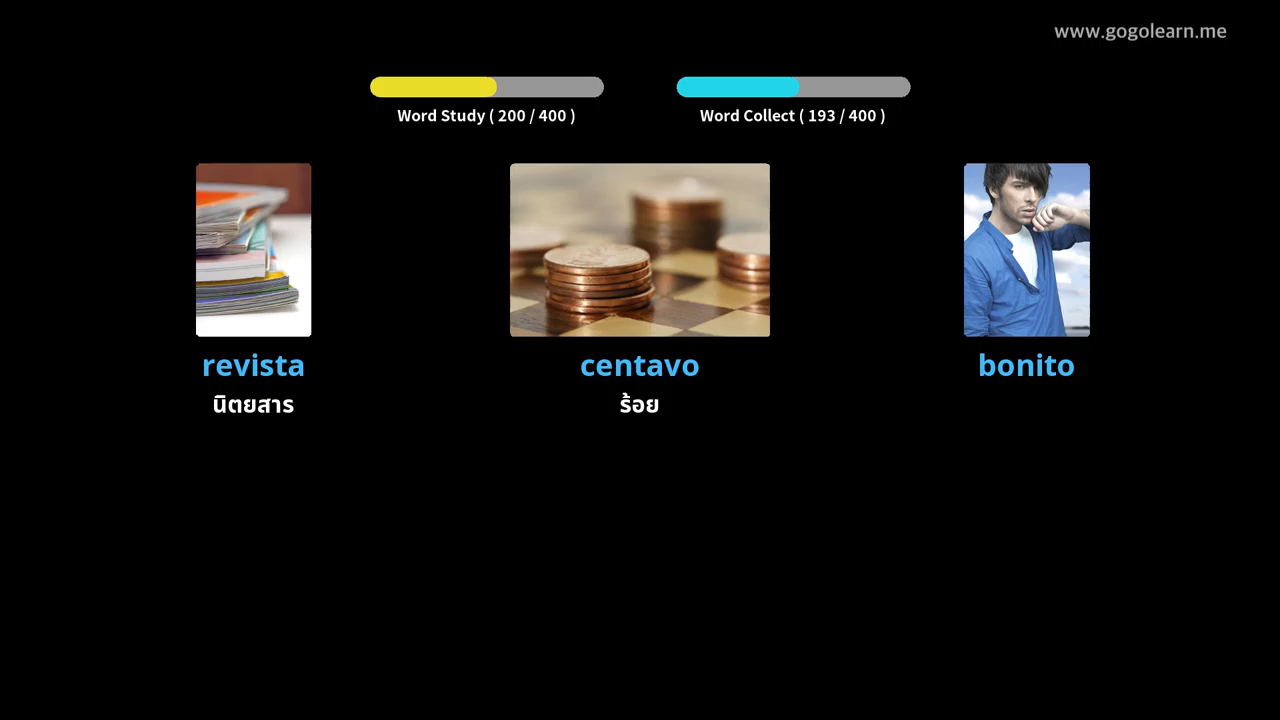 www.gogolearn.me
Word Study ( 200 / 400 )
Word Collect ( 193 / 400 )
revista
centavo
bonito
นิตยสาร
ร้อย